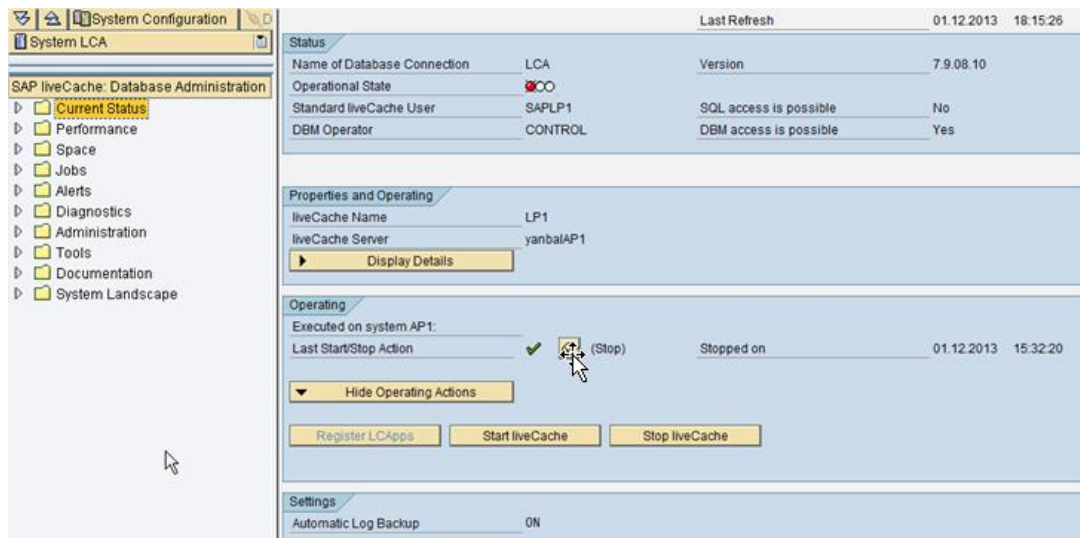 System Configuration
D
System LCA
SAP liveCache: Database Administration
Current Status
Performance
Space
Jobs
Alerts
Diagnostics
Administration
Tools
Documentation
System Landscape
Last Refresh 01.12.2013 18:15:26
Status
Name of Database Connection LCA Version 7.9.08.10
Operational State
Standard liveCache User SAPLP1 SQL access is possible No
DBM Operator CONTROL DBM access is possible Yes
Properties and Operating
liveCache Name LP1
liveCache Server yanbalAP1
Display Details
Operating
Executed on system AP1:
Last Start/Stop Action (Stop) Stopped on 01.12.2013 15:32:20
Hide Operating Actions
Register LCApps Start liveCache Stop liveCache
Settings
Automatic Log Backup ON